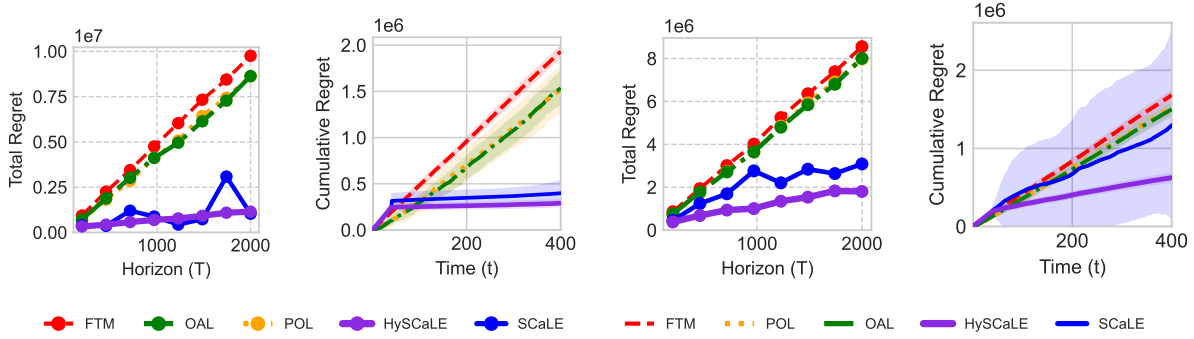 1e7
1.00
0.75
0.50
0.25
0.00
Total Regret
1000
2000
Horizon (T)
1e6
2.0
1.5
1.0
0.5
0.0
Cumulative Regret
200
400
Time (t)
1e6
8
6
4
2
0
Total Regret
1000
2000
Horizon (T)
1e6
2
1
0
Cumulative Regret
200
400
Time (t)
FTM OAL POL HySCaLE SCaLE
FTM POL OAL HySCaLE SCaLE